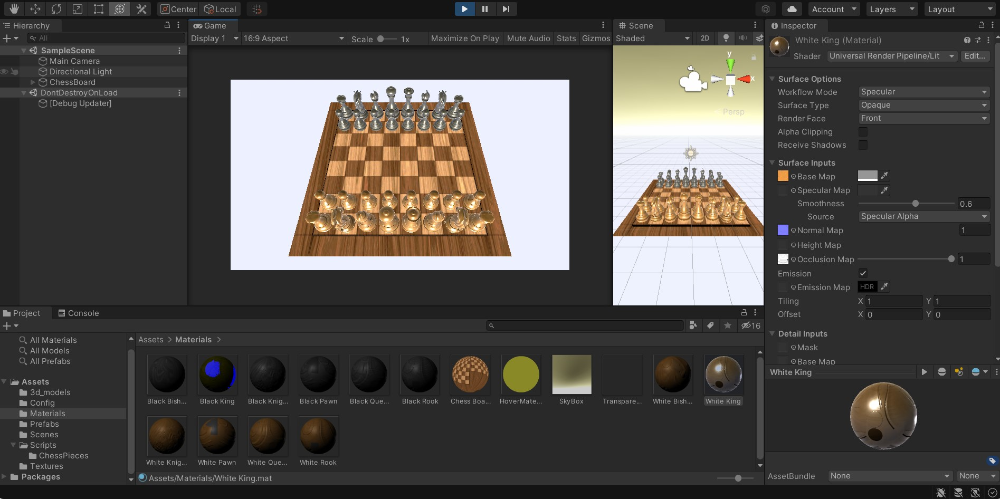 Center Local
Account Layers Layout
Hierarchy
All
SampleScene
Main Camera
Directional Light
ChessBoard
DontDestroyOnLoad
[Debug Updater]
Game
Display 1 16:9 Aspect Scale 1x Maximize On Play Mute Audio Stats Gizmos
Scene
Shaded 2D
y
x
Persp
Inspector
White King (Material)
Shader Universal Render Pipeline/Lit Edit...
Surface Options
Workflow Mode Specular
Surface Type Opaque
Render Face Front
Alpha Clipping
Receive Shadows
Surface Inputs
Base Map
Specular Map
Smoothness 0.6
Source Specular Alpha
Normal Map 1
Height Map
Occlusion Map 1
Emission
Emission Map HDR
Tiling X 1 Y 1
Offset X 0 Y 0
Detail Inputs
Mask
Base Map
White King
AssetBundle None None
Project Console
16
All Materials
All Models
All Prefabs
Assets
3d_models
Config
Materials
Prefabs
Scenes
Scripts
ChessPieces
Textures
Packages
Assets > Materials >
Black Bish... Black King Black Knig... Black Pawn Black Que... Black Rook Chess Boa... HoverMate... SkyBox Transpare... White Bish... White King
White Knig... White Pawn White Que... White Rook
Assets/Materials/White King.mat